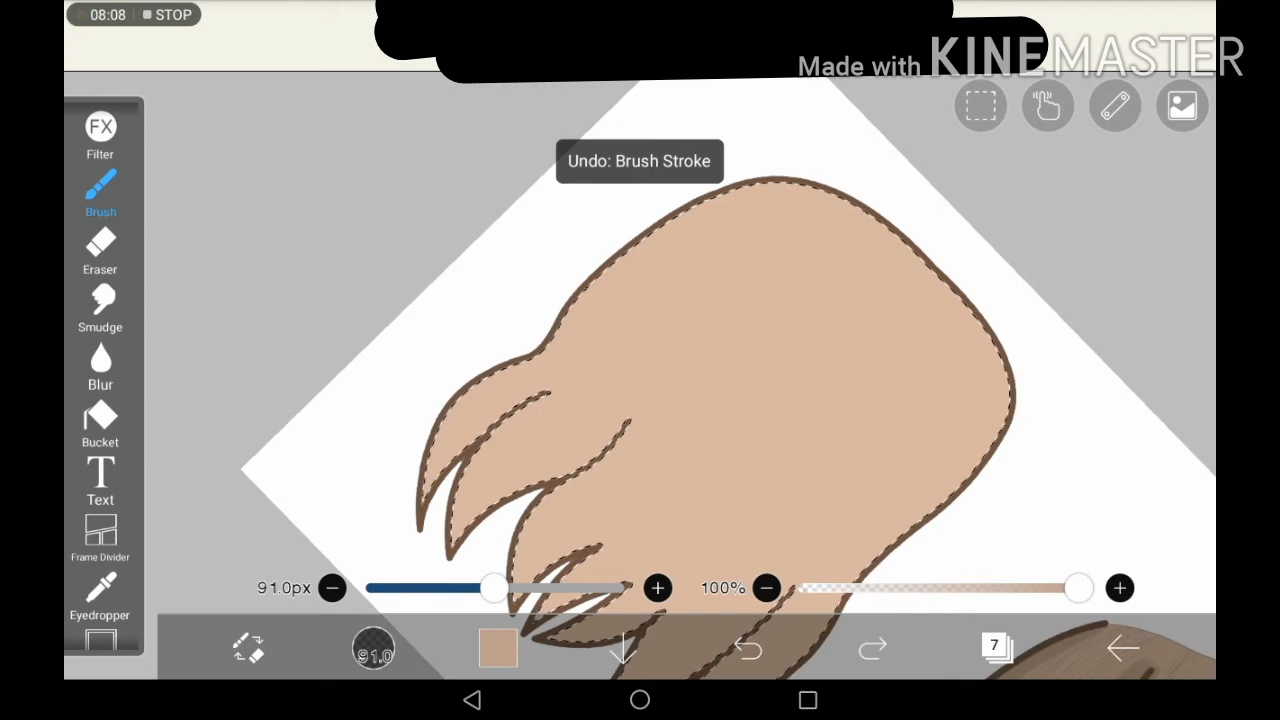 08:08 STOP
Made with KINEMASTER
Undo: Brush Stroke
FX
Filter
Brush
Eraser
Smudge
Blur
Bucket
T
Text
Frame Divider
Eyedropper
91.0px
100%
91.0
7